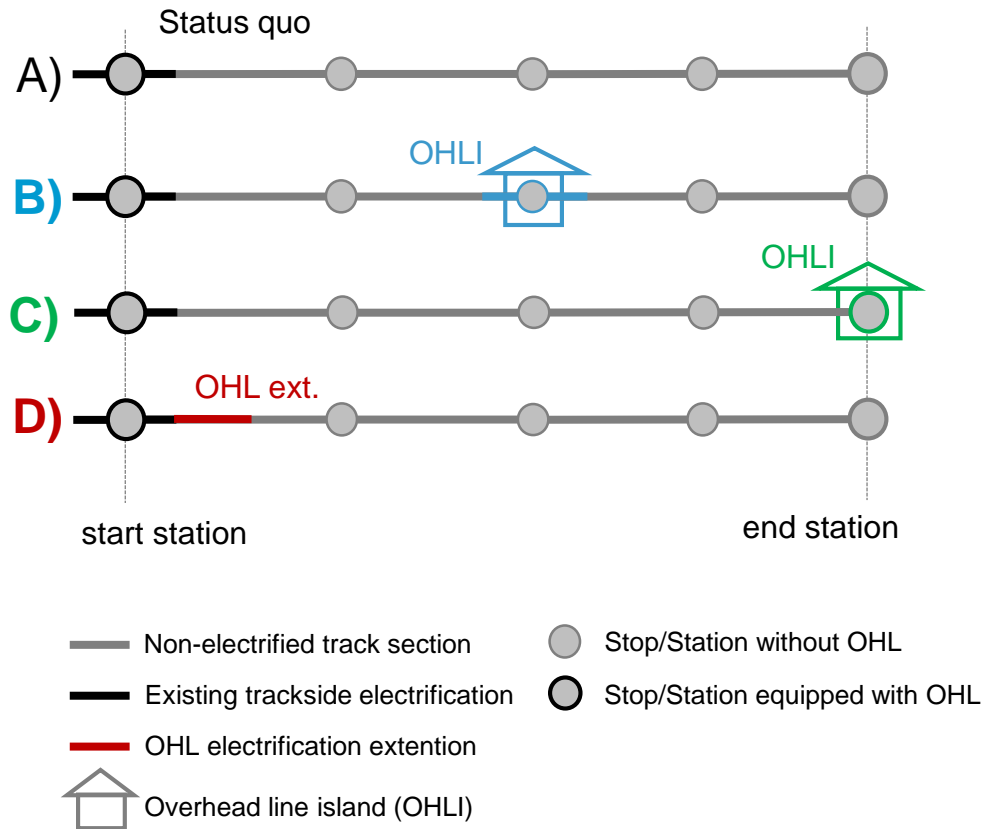 Status quo
A)
OHLI
B)
OHLI
C)
OHL ext.
D)
start station
end station
Non-electrified track section
Stop/Station without OHL
Existing trackside electrification
Stop/Station equipped with OHL
OHL electrification extention
Overhead line island (OHLI)